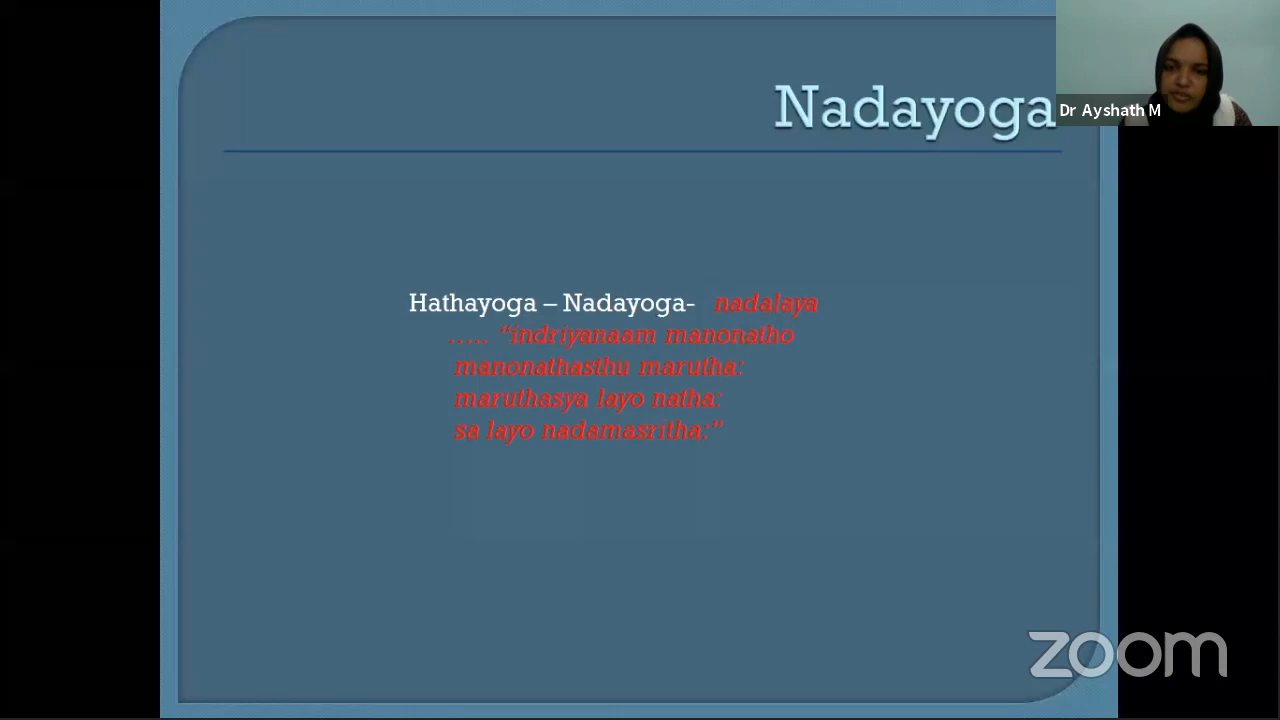 Nadayoga
Dr Ayshath M
Hathayoga – Nadayoga- nadalaya
….. “indriyanaam manonatho
manonathasthu marutha:
maruthasya layo natha:
sa layo nadamasritha:”
zoom